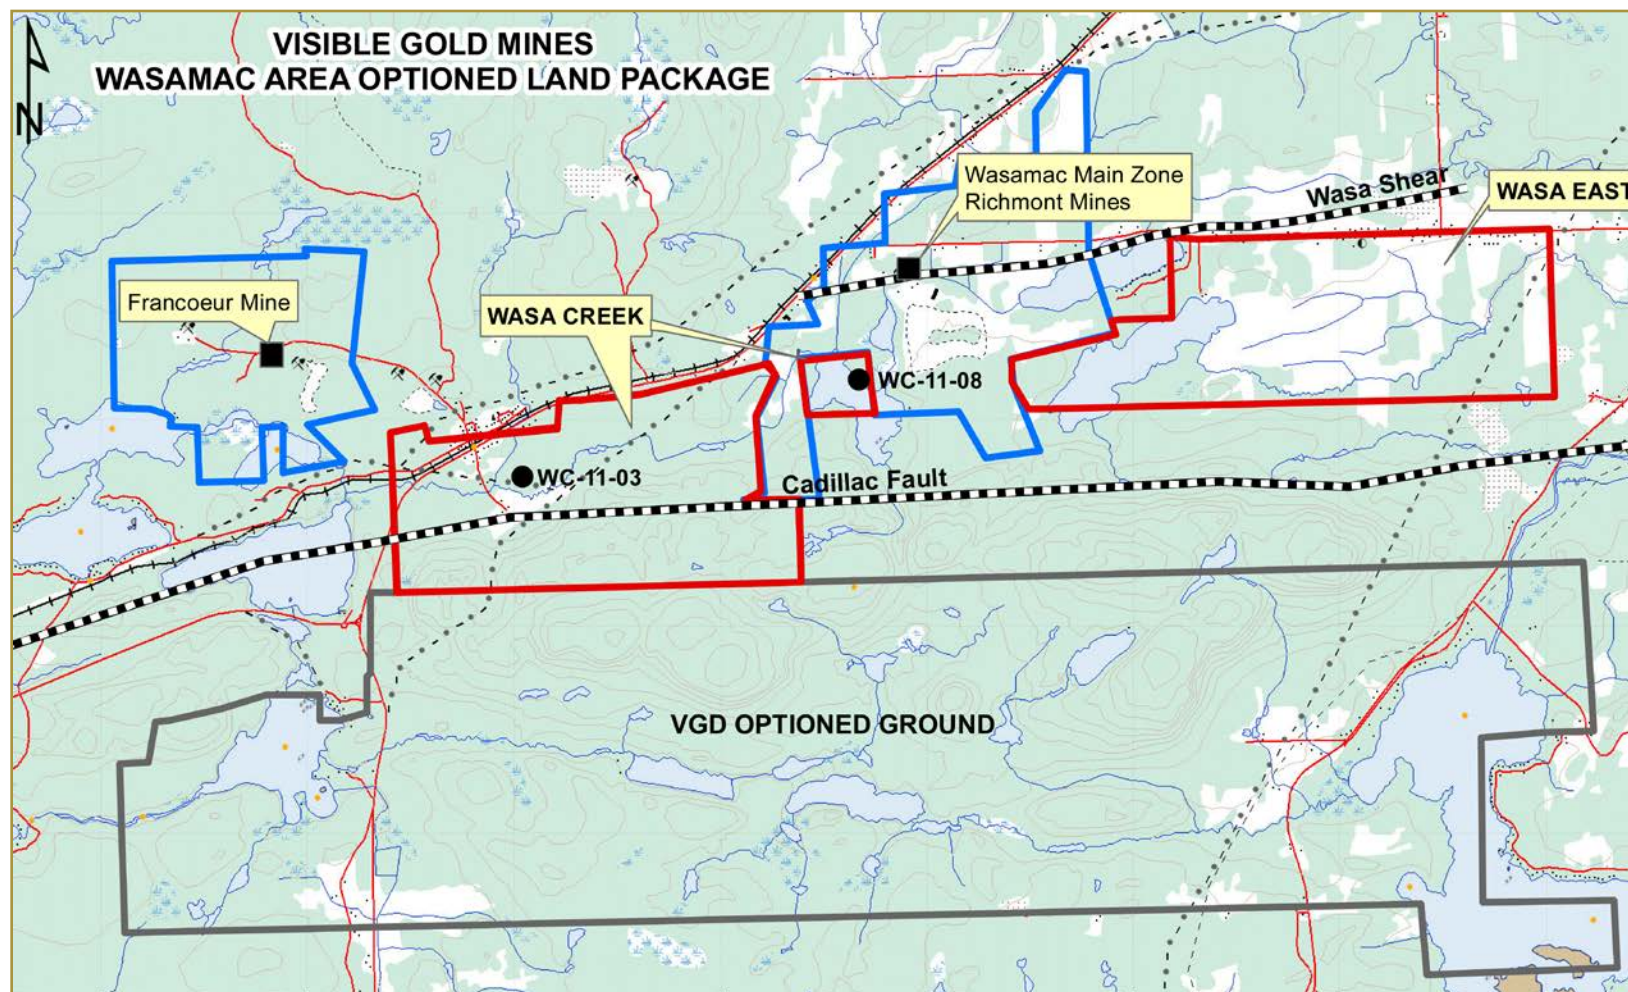 VISIBLE GOLD MINES
WASAMAC AREA OPTIONED LAND PACKAGE
N
Wasamac Main Zone
Richmont Mines
Wasa Shear
WASA EAST
Francoeur Mine
WASA CREEK
WC-11-08
WC-11-03
Cadillac Fault
VGD OPTIONED GROUND